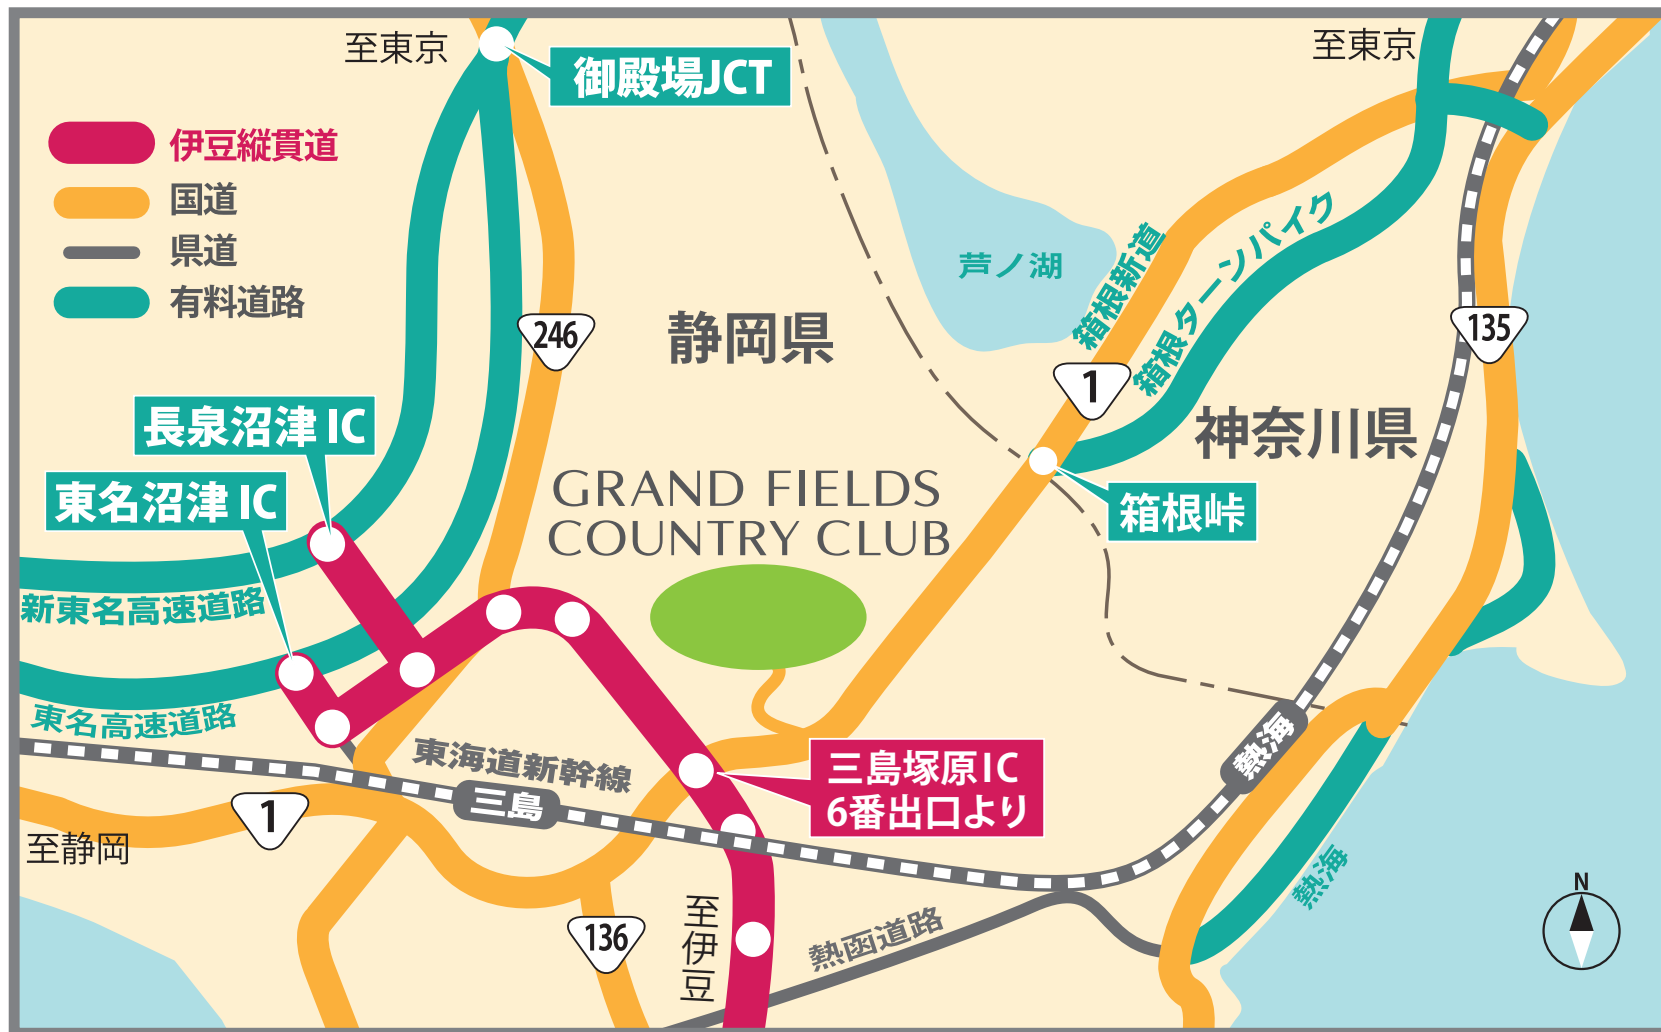 至東京
御殿場JCT
至東京
伊豆縦貫道
国道
県道
有料道路
芦ノ湖
箱根新道
箱根ターンパイク
246
静岡県
135
1
長泉沼津IC
神奈川県
東名沼津IC
GRAND FIELDS
COUNTRY CLUB
箱根峠
新東名高速道路
東名高速道路
東海道新幹線
熱海
三島塚原IC
6番出口より
三島
1
至静岡
熱海
至伊豆
136
熱函道路
N